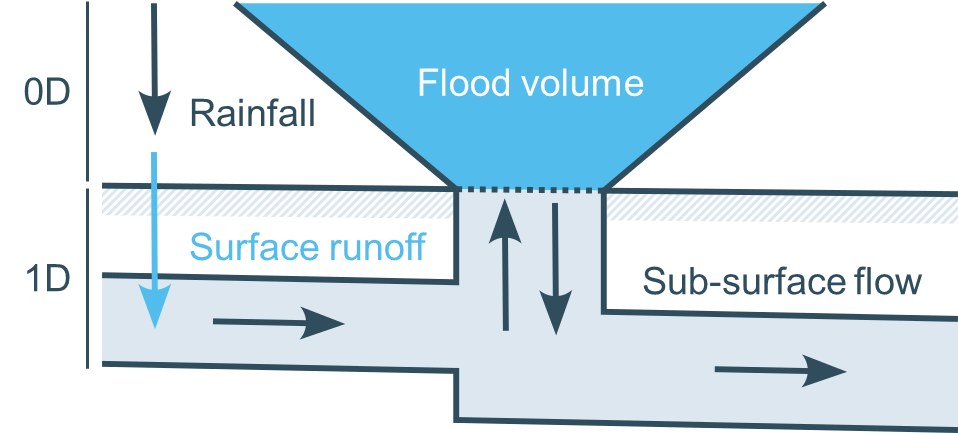 Flood volume
0D
Rainfall
Surface runoff
1D
Sub-surface flow